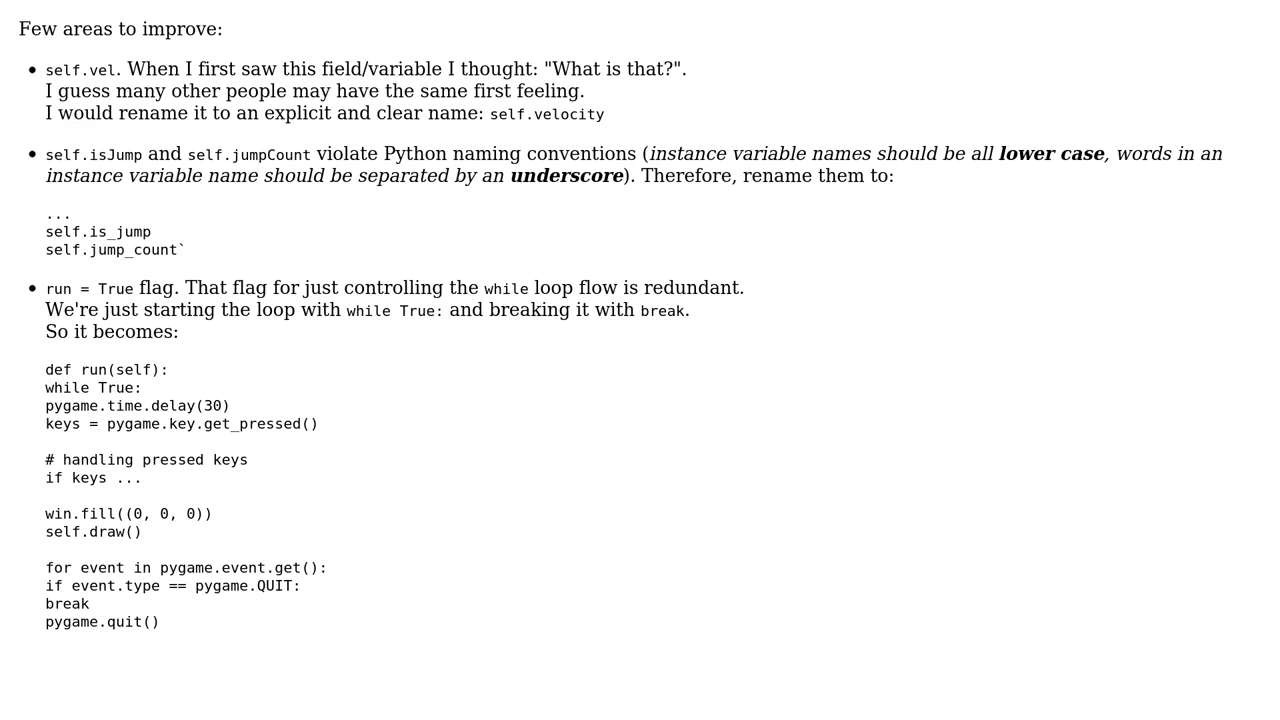 Few areas to improve:
• self.vel. When I first saw this field/variable I thought: "What is that?".
I guess many other people may have the same first feeling.
I would rename it to an explicit and clear name: self.velocity
• self.isJump and self.jumpCount violate Python naming conventions (instance variable names should be all lower case, words in an
instance variable name should be separated by an underscore). Therefore, rename them to:
...
self.is_jump
self.jump_count`
• run = True flag. That flag for just controlling the while loop flow is redundant.
We're just starting the loop with while True: and breaking it with break.
So it becomes:
def run(self):
while True:
pygame.time.delay(30)
keys = pygame.key.get_pressed()
# handling pressed keys
if keys ...
win.fill((0, 0, 0))
self.draw()
for event in pygame.event.get():
if event.type == pygame.QUIT:
break
pygame.quit()